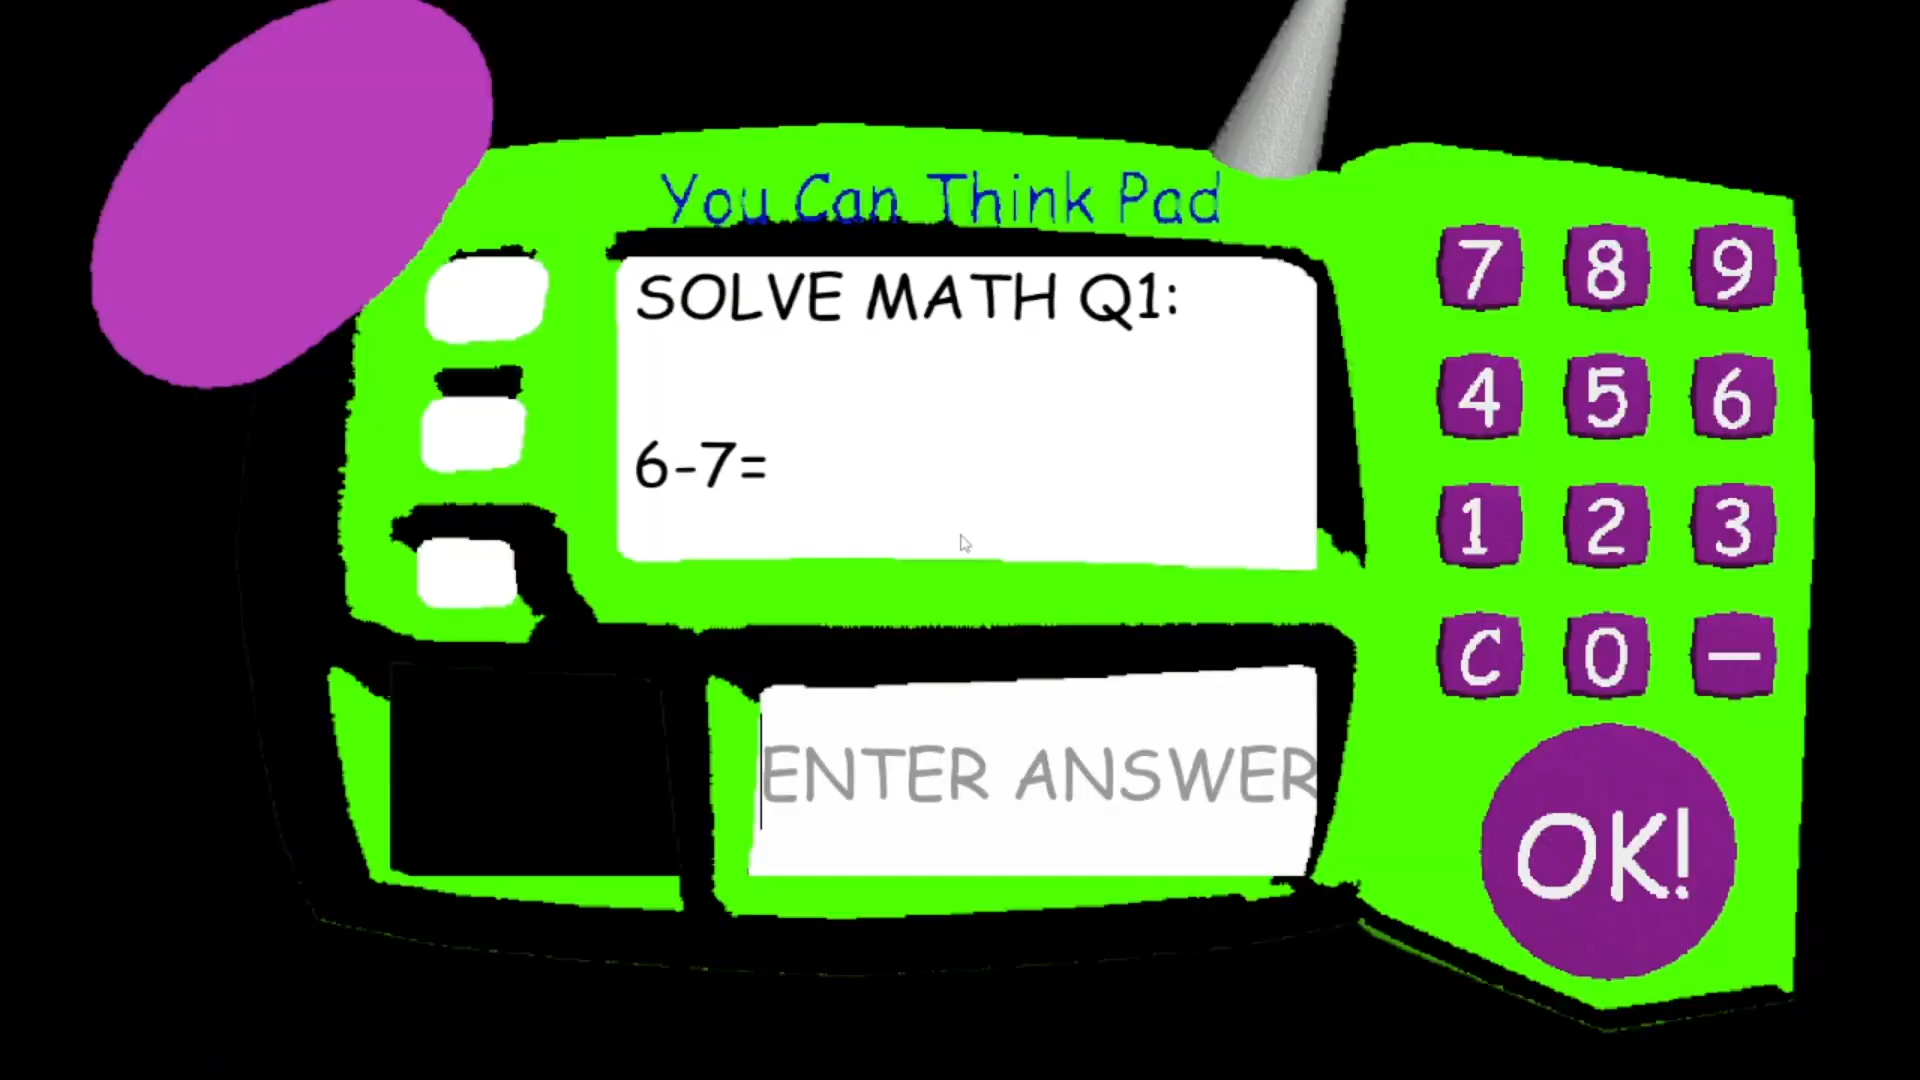 You Can Think Pad
SOLVE MATH Q1:
6-7=
ENTER ANSWER
7 8 9
4 5 6
1 2 3
C 0 —
OK!